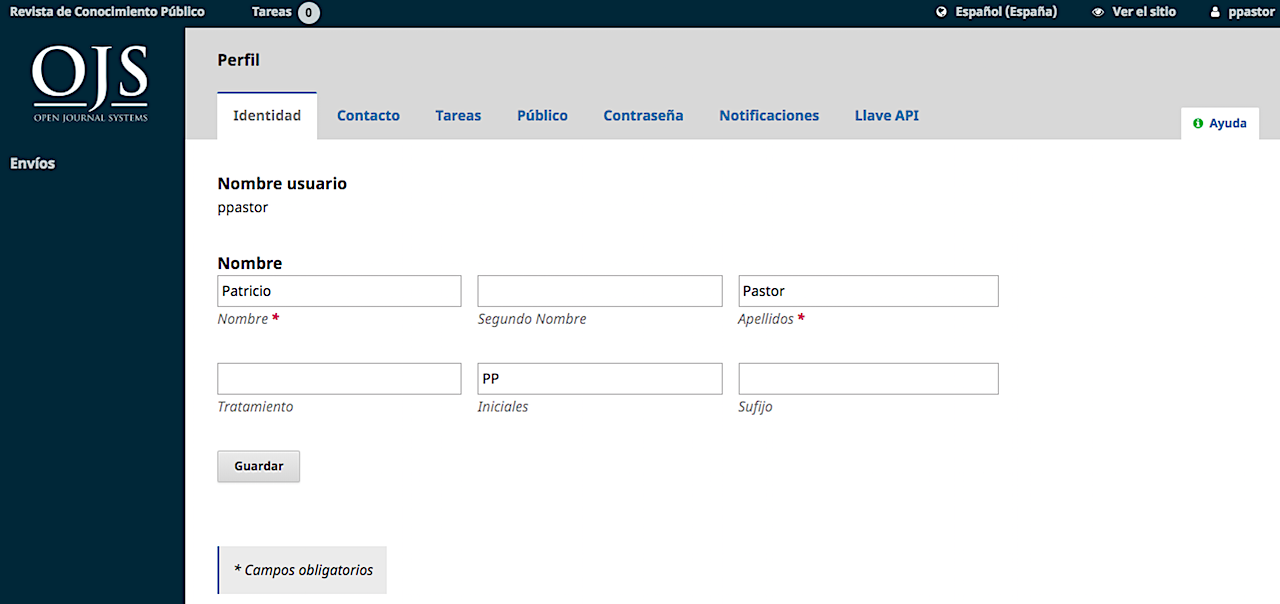 Revista de Conocimiento Público Tareas 0 Español (España) Ver el sitio ppastor
OJS
OPEN JOURNAL SYSTEMS
Envíos
Perfil
Identidad Contacto Tareas Público Contraseña Notificaciones Llave API
Ayuda
Nombre usuario
ppastor
Nombre
Patricio Pastor
Nombre * Segundo Nombre Apellidos *
PP
Tratamiento Iniciales Sufijo
Guardar
* Campos obligatorios